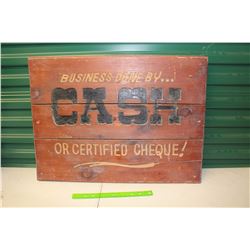 BUSINESS DONE BY...
CASH
OR CERTIFIED CHEQUE!